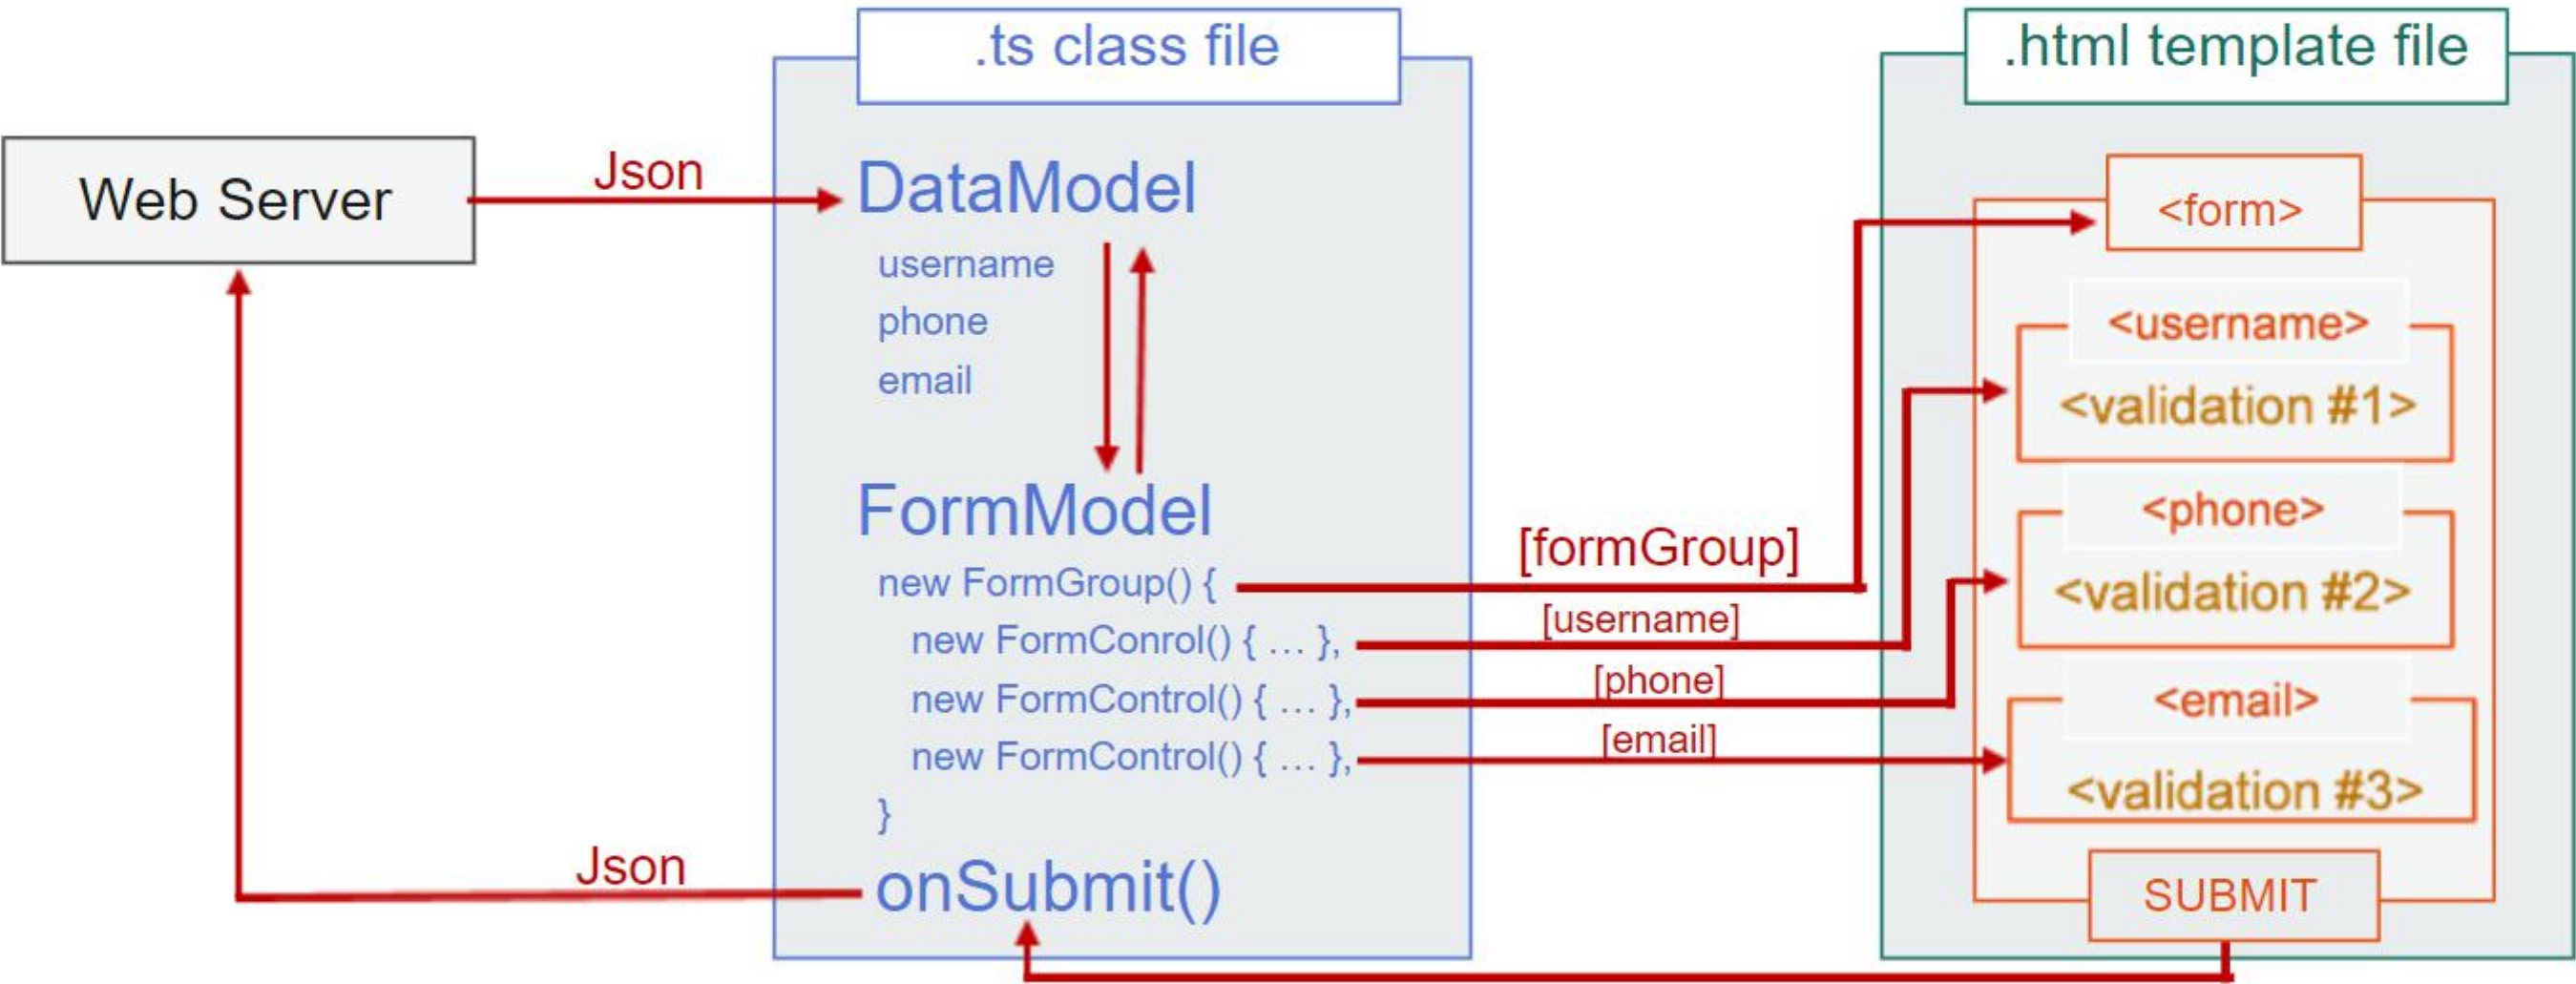 .ts class file
.html template file
Web Server
Json
DataModel
username
phone
email
FormModel
new FormGroup() {
new FormConrol() { ... },
new FormControl() { ... },
new FormControl() { ... },
}
onSubmit()
Json
[formGroup]
[username]
[phone]
[email]
<form>
<username>
<validation #1>
<phone>
<validation #2>
<email>
<validation #3>
SUBMIT